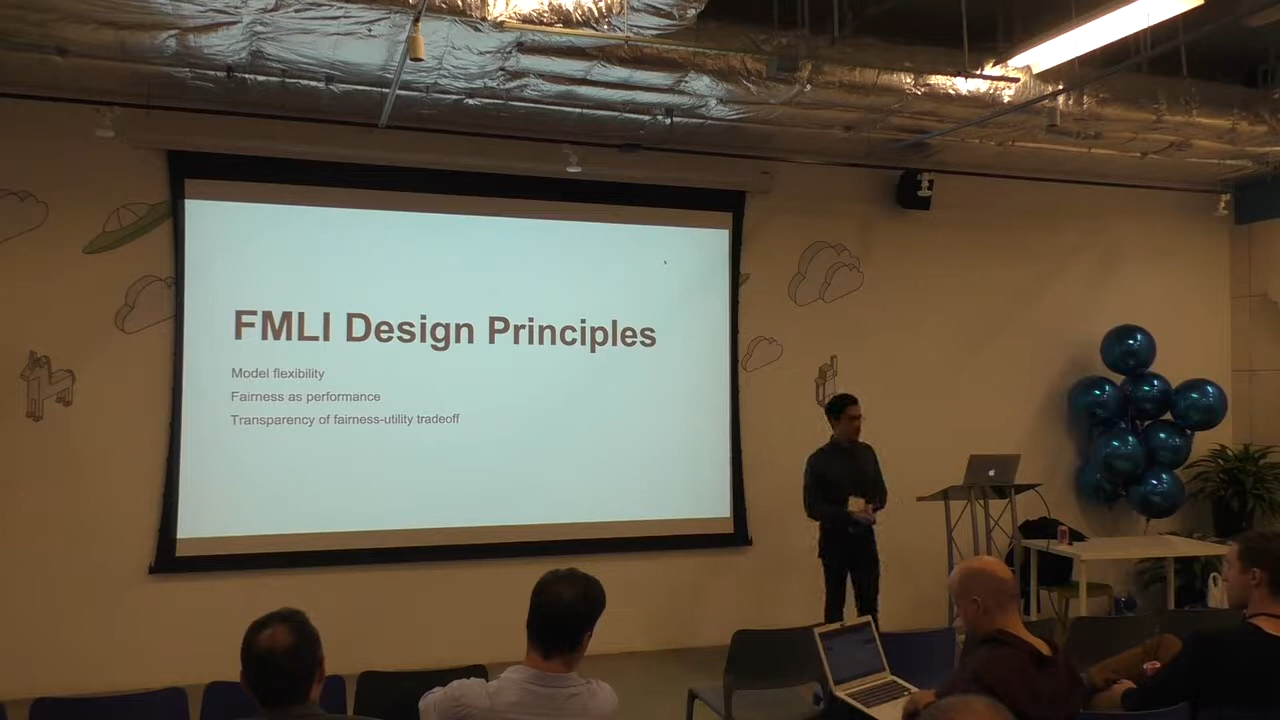 FMLI Design Principles
Model flexibility
Fairness as performance
Transparency of fairness-utility tradeoff